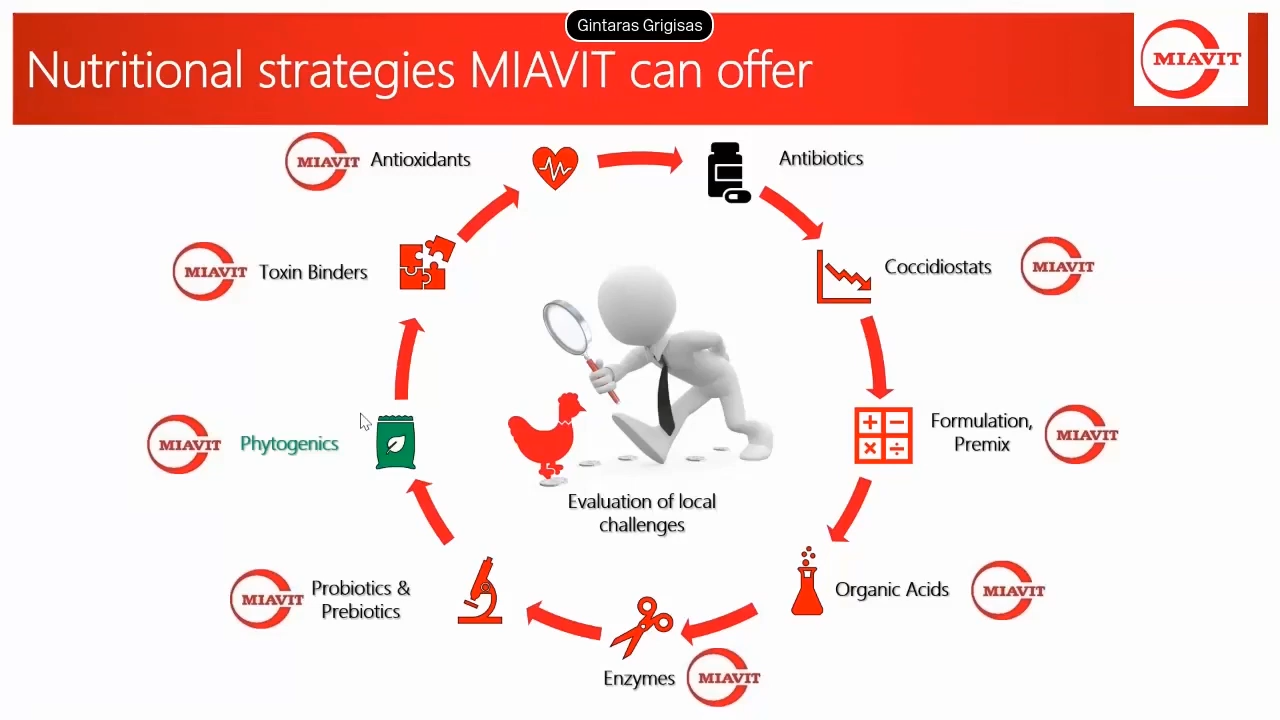 Gintaras Grigisas
Nutritional strategies MIAVIT can offer
MIAVIT
MIAVIT
Antioxidants
Antibiotics
MIAVIT
Toxin Binders
Coccidiostats
MIAVIT
MIAVIT
Phytogenics
Formulation,
Premix
MIAVIT
Evaluation of local
challenges
MIAVIT
Probiotics &
Prebiotics
Organic Acids
MIAVIT
Enzymes
MIAVIT